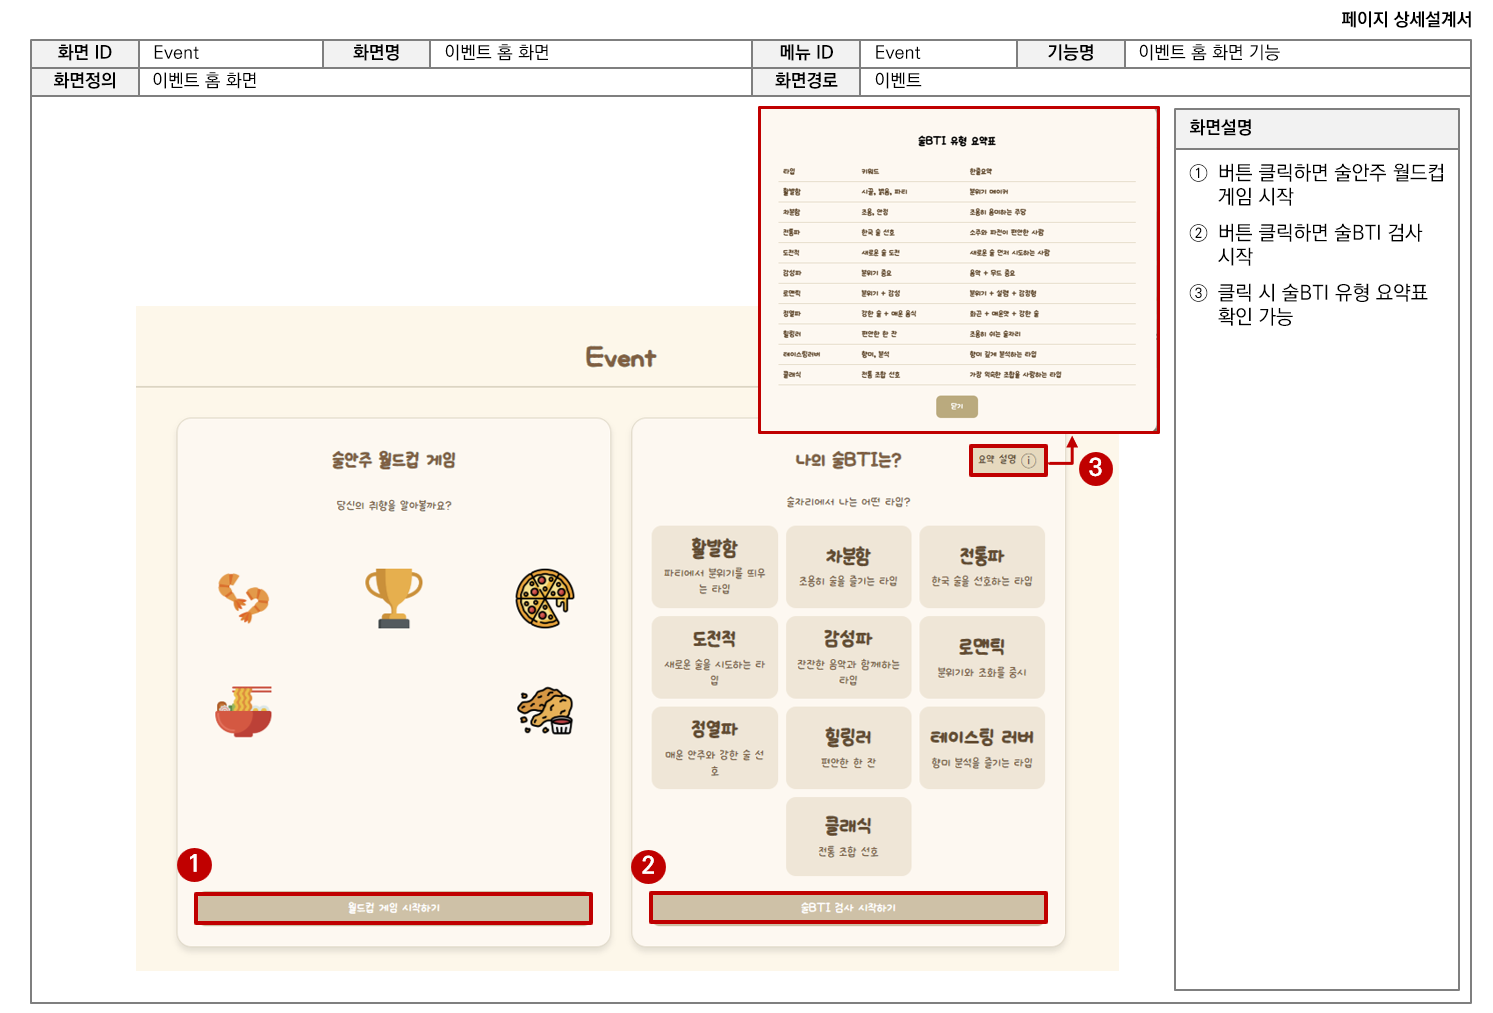 페이지 상세설계서
화면 ID Event 화면명 이벤트 홈 화면 메뉴 ID Event 기능명 이벤트 홈 화면 기능
화면정의 이벤트 홈 화면 화면경로 이벤트
술BTI 유형 요약표
타입 키워드 한줄요약
활발함 시끌, 밝음, 파티 분위기 메이커
차분함 조용, 안정 조용히 음미하는 주당
전통파 한국 술 선호 소주와 파전이 편안한 사람
도전적 새로운 술 도전 새로운 술 먼저 시도하는 사람
감성파 분위기 중요 음악 + 무드 중요
로맨틱 분위기 + 감성 분위기 + 설렘 + 감정형
정열파 강한 술 + 매운 음식 화끈 + 매운맛 + 강한 술
힐링러 편안한 한 잔 조용히 쉬는 술자리
테이스팅러버 향미, 분석 향미 깊게 분석하는 타입
클래식 전통 조합 선호 가장 익숙한 조합을 사랑하는 타입
닫기
화면설명
① 버튼 클릭하면 술안주 월드컵
게임 시작
② 버튼 클릭하면 술BTI 검사
시작
③ 클릭 시 술BTI 유형 요약표
확인 가능
Event
술안주 월드컵 게임
당신의 취향을 알아볼까요?
1
월드컵 게임 시작하기
나의 술BTI는?
요약 설명 ⓘ
3
술자리에서 나는 어떤 타입?
활발함
파티에서 분위기를 띄우
는 타입
차분함
조용히 술을 즐기는 타입
전통파
한국 술을 선호하는 타입
도전적
새로운 술을 시도하는 타
입
감성파
잔잔한 음악과 함께하는
타입
로맨틱
분위기와 조화를 중시
정열파
매운 안주와 강한 술 선
호
힐링러
편안한 한 잔
테이스팅 러버
향미 분석을 즐기는 타입
클래식
전통 조합 선호
2
술BTI 검사 시작하기